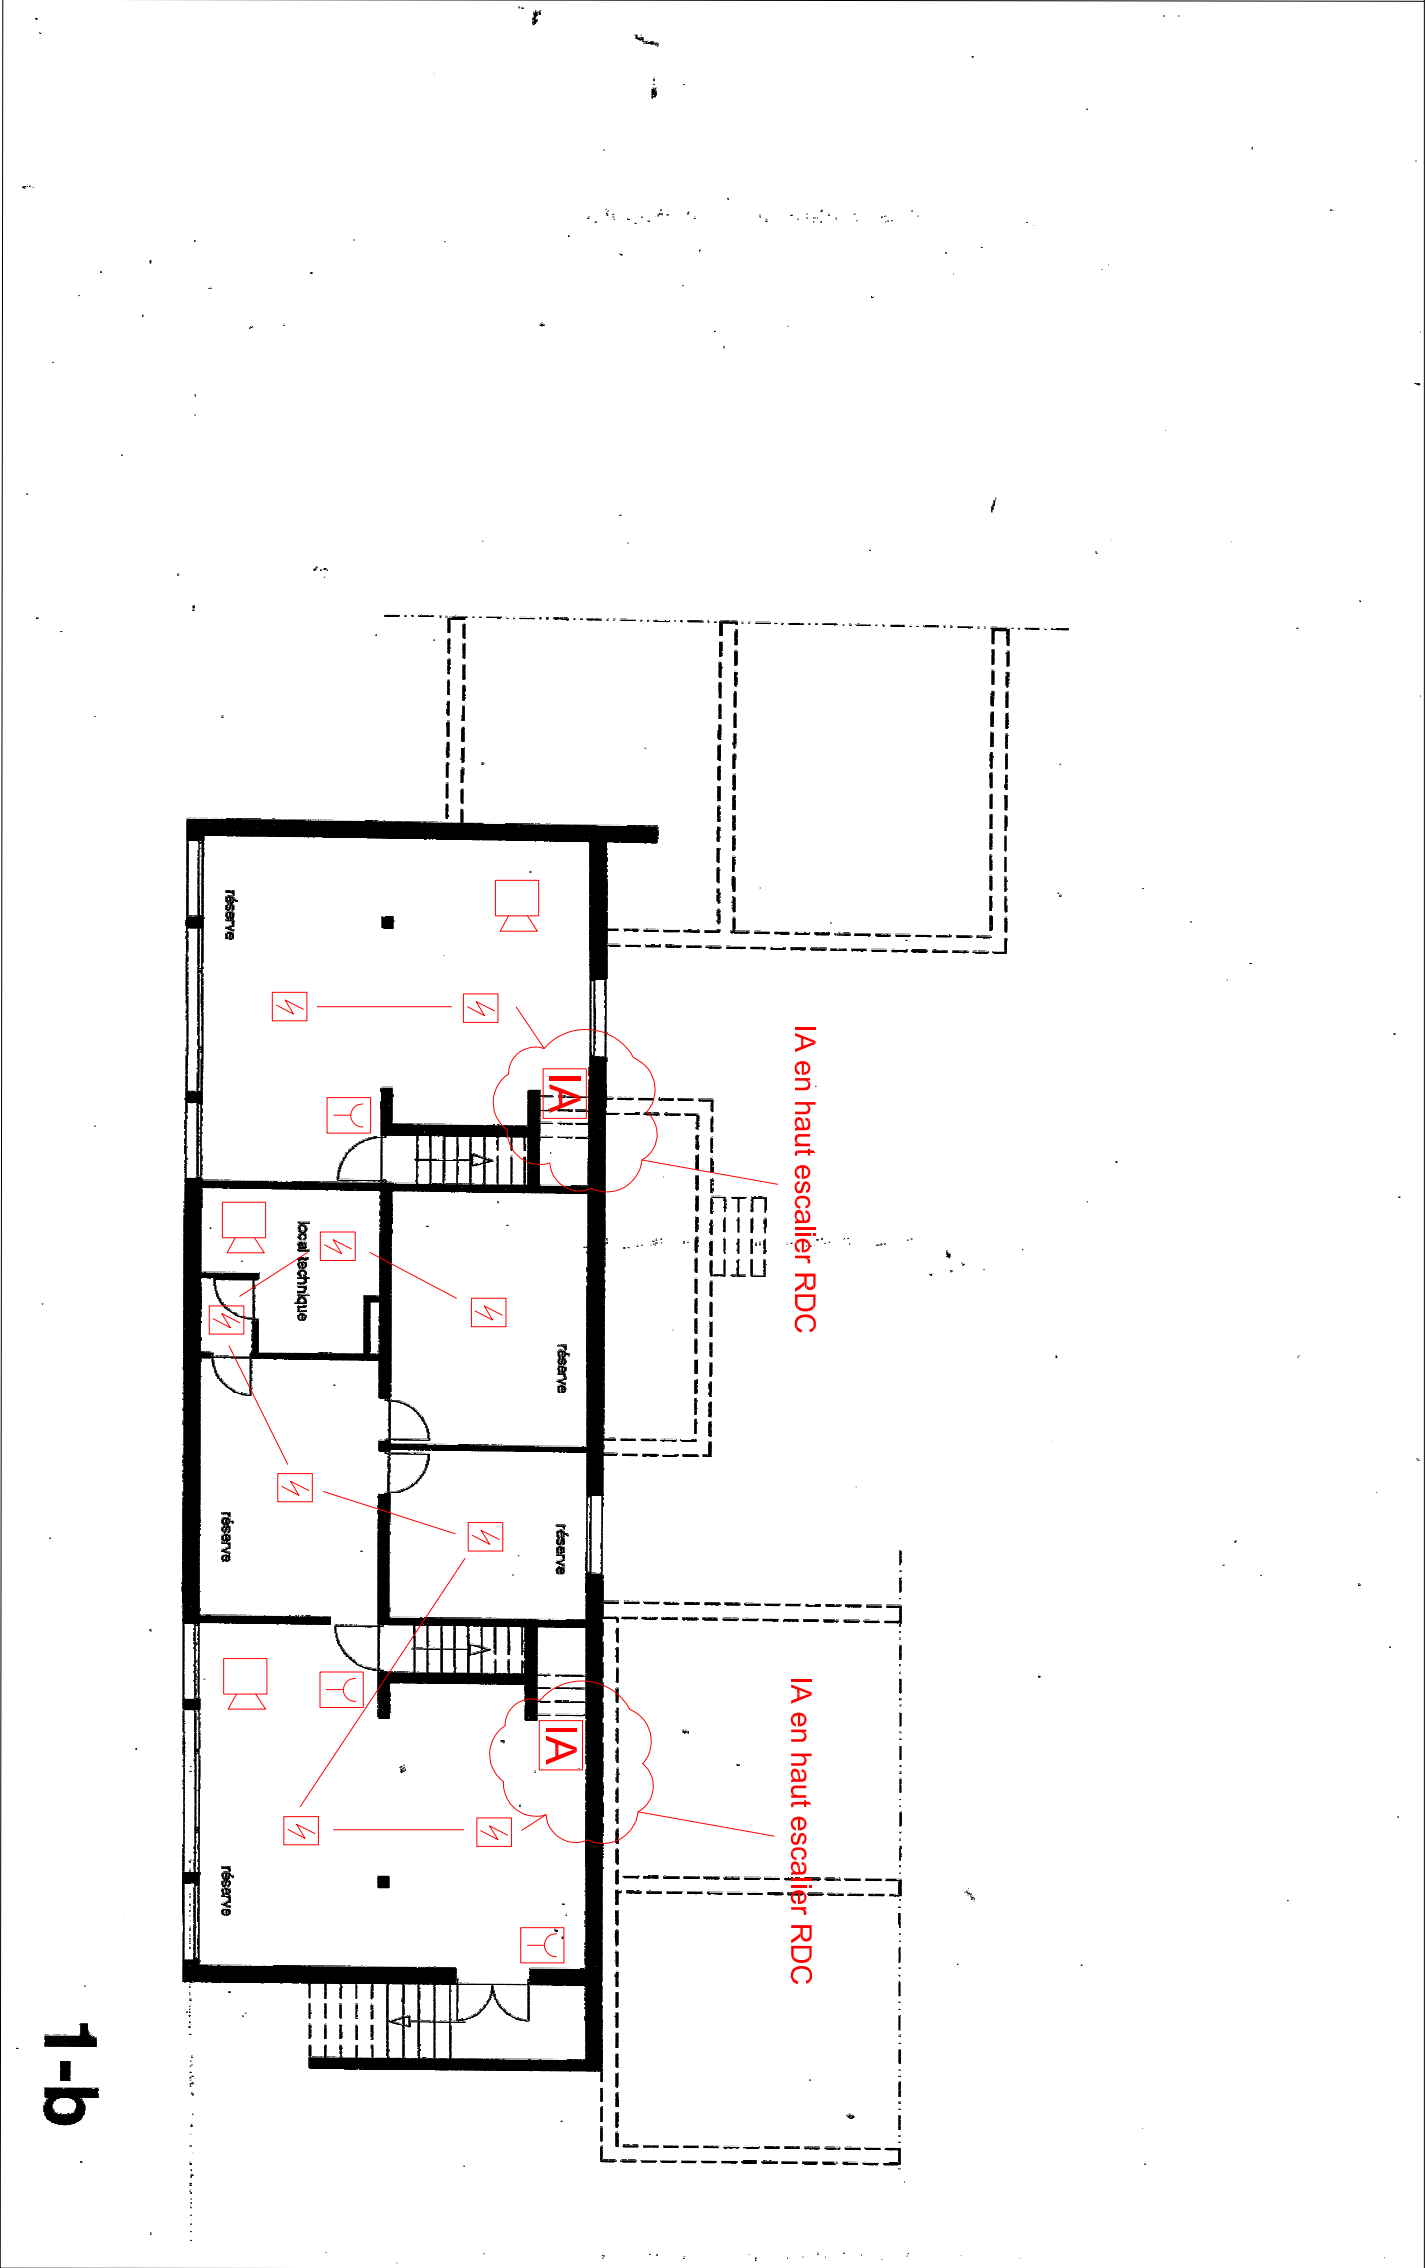 IA en haut escalier RDC
IA
réserve
local technique
réserve
réserve
réserve
IA en haut escalier RDC
IA
réserve
1-b